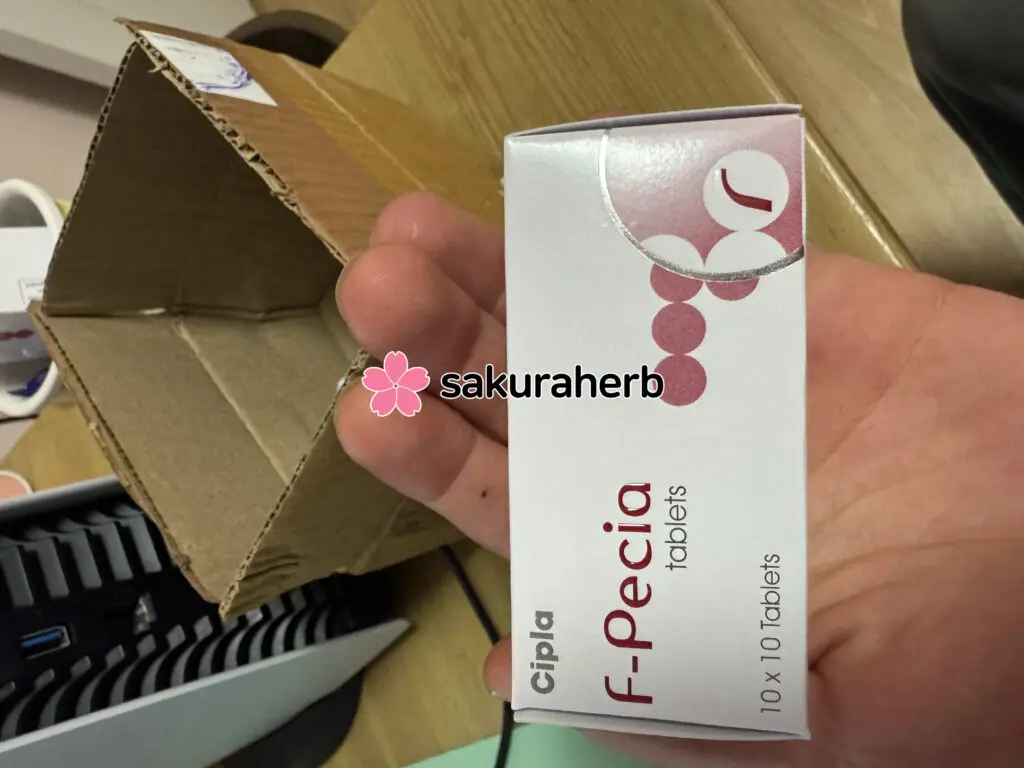 sakuraherb
Cipla
F-Pecia
tablets
10 x 10 Tablets